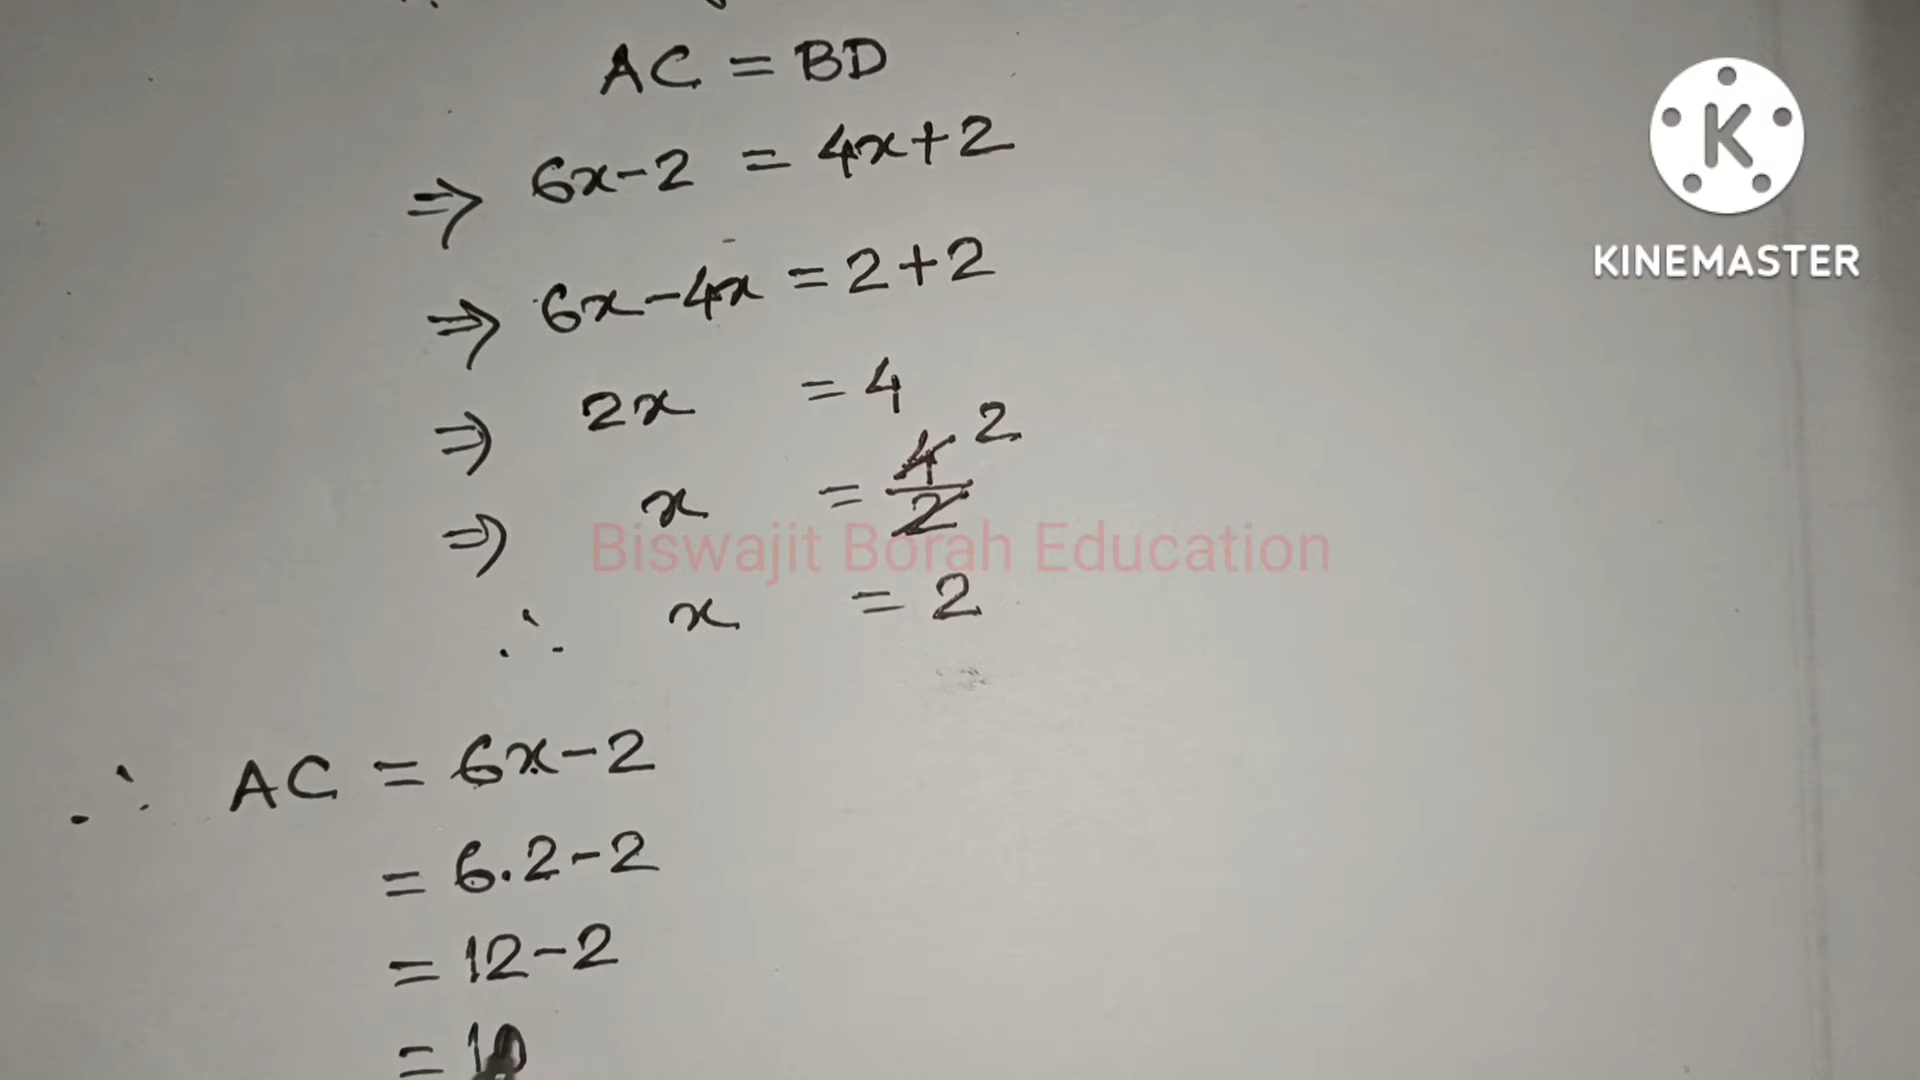 AC = BD
⇒ 6x-2 = 4x+2
⇒ 6x-4x = 2+2
⇒ 2x = 4
⇒ x = 4/2 2
∴ x = 2
∴ AC = 6x-2
= 6.2-2
= 12-2
= 10
K
KINEMASTER
Biswajit Borah Education